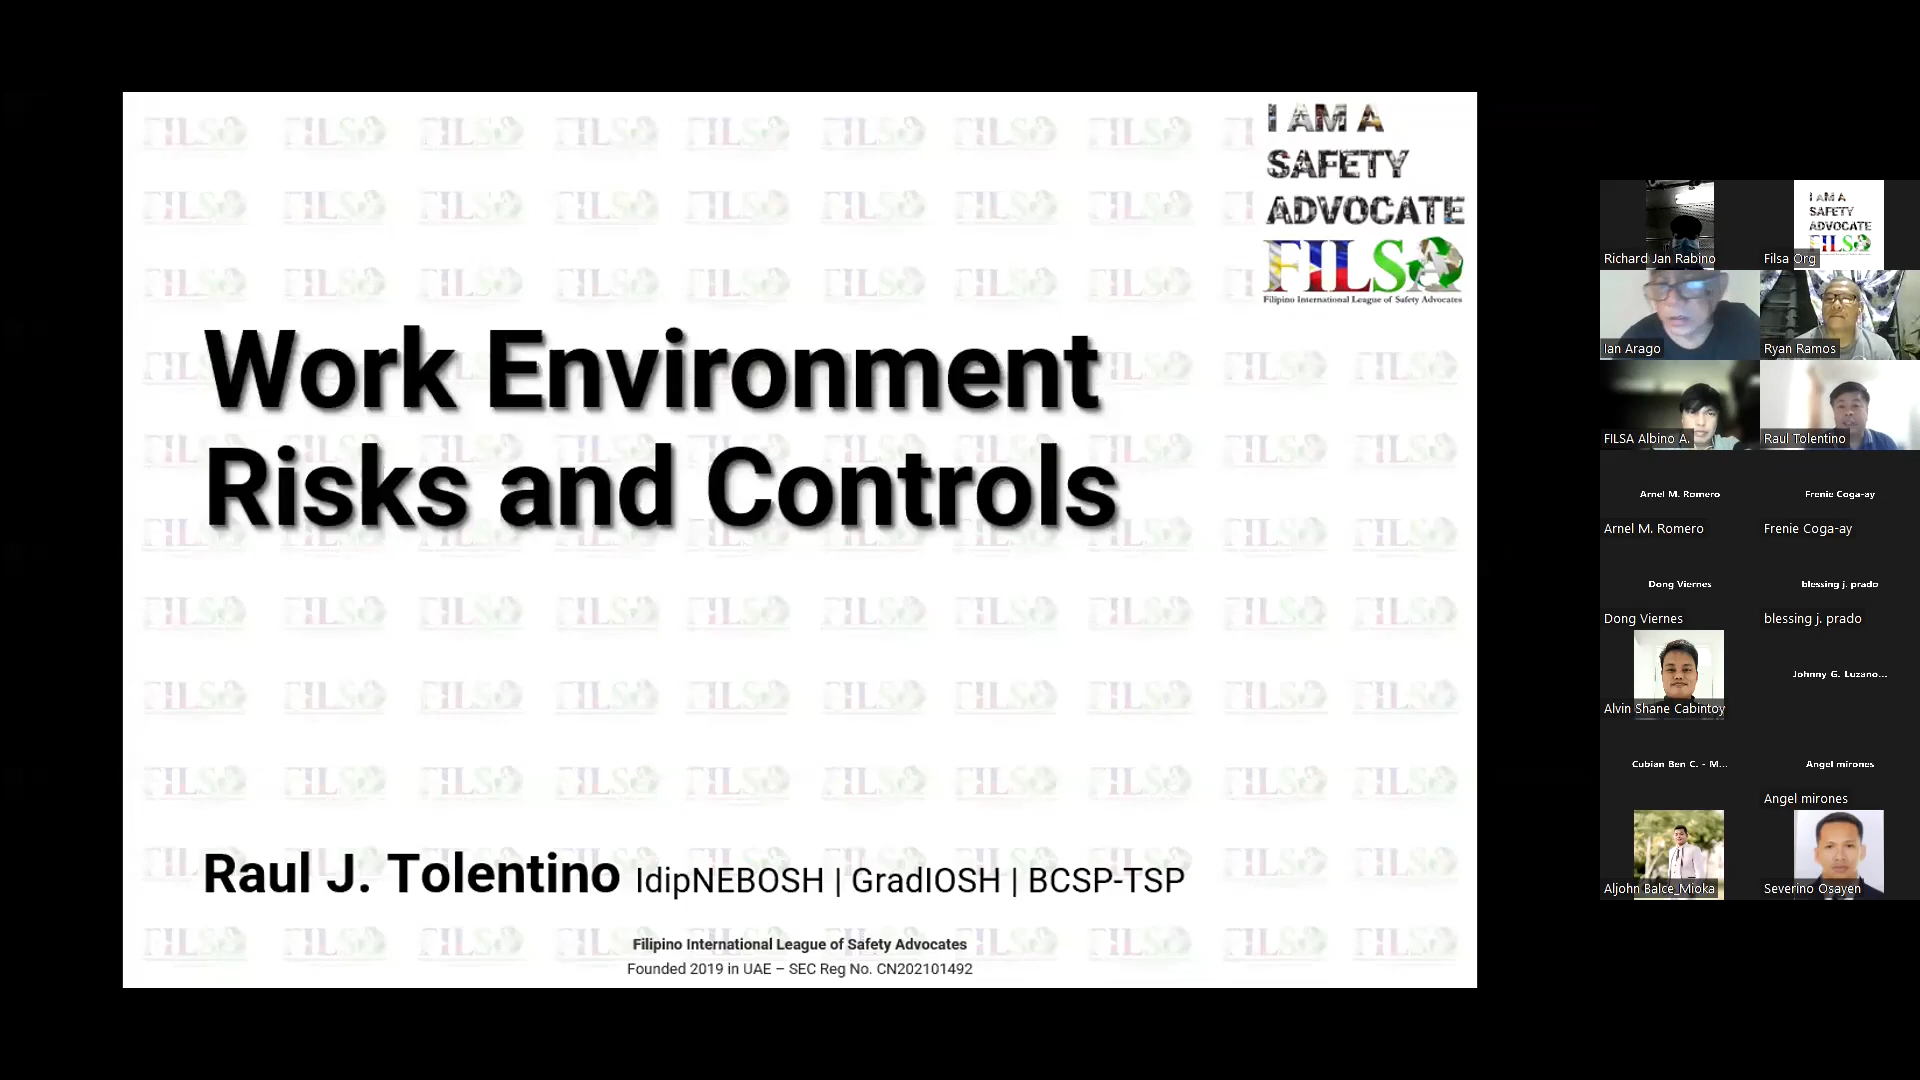 I AM A
SAFETY
ADVOCATE
FILSA
Filipino International League of Safety Advocates
Work Environment
Risks and Controls
Raul J. Tolentino IdipNEBOSH | GradIOSH | BCSP-TSP
Filipino International League of Safety Advocates
Founded 2019 in UAE – SEC Reg No. CN202101492
Richard Jan Rabino
I AM A
SAFETY
ADVOCATE
FILSA
Filsa Org
Ian Arago
Ryan Ramos
FILSA Albino A.
Raul Tolentino
Arnel M. Romero
Arnel M. Romero
Frenie Coga-ay
Frenie Coga-ay
Dong Viernes
Dong Viernes
blessing j. prado
blessing j. prado
Alvin Shane Cabintoy
Johnny G. Luzano...
Cubian Ben C. - M...
Angel mirones
Angel mirones
Aljohn Balce_Mioka
Severino Osayen